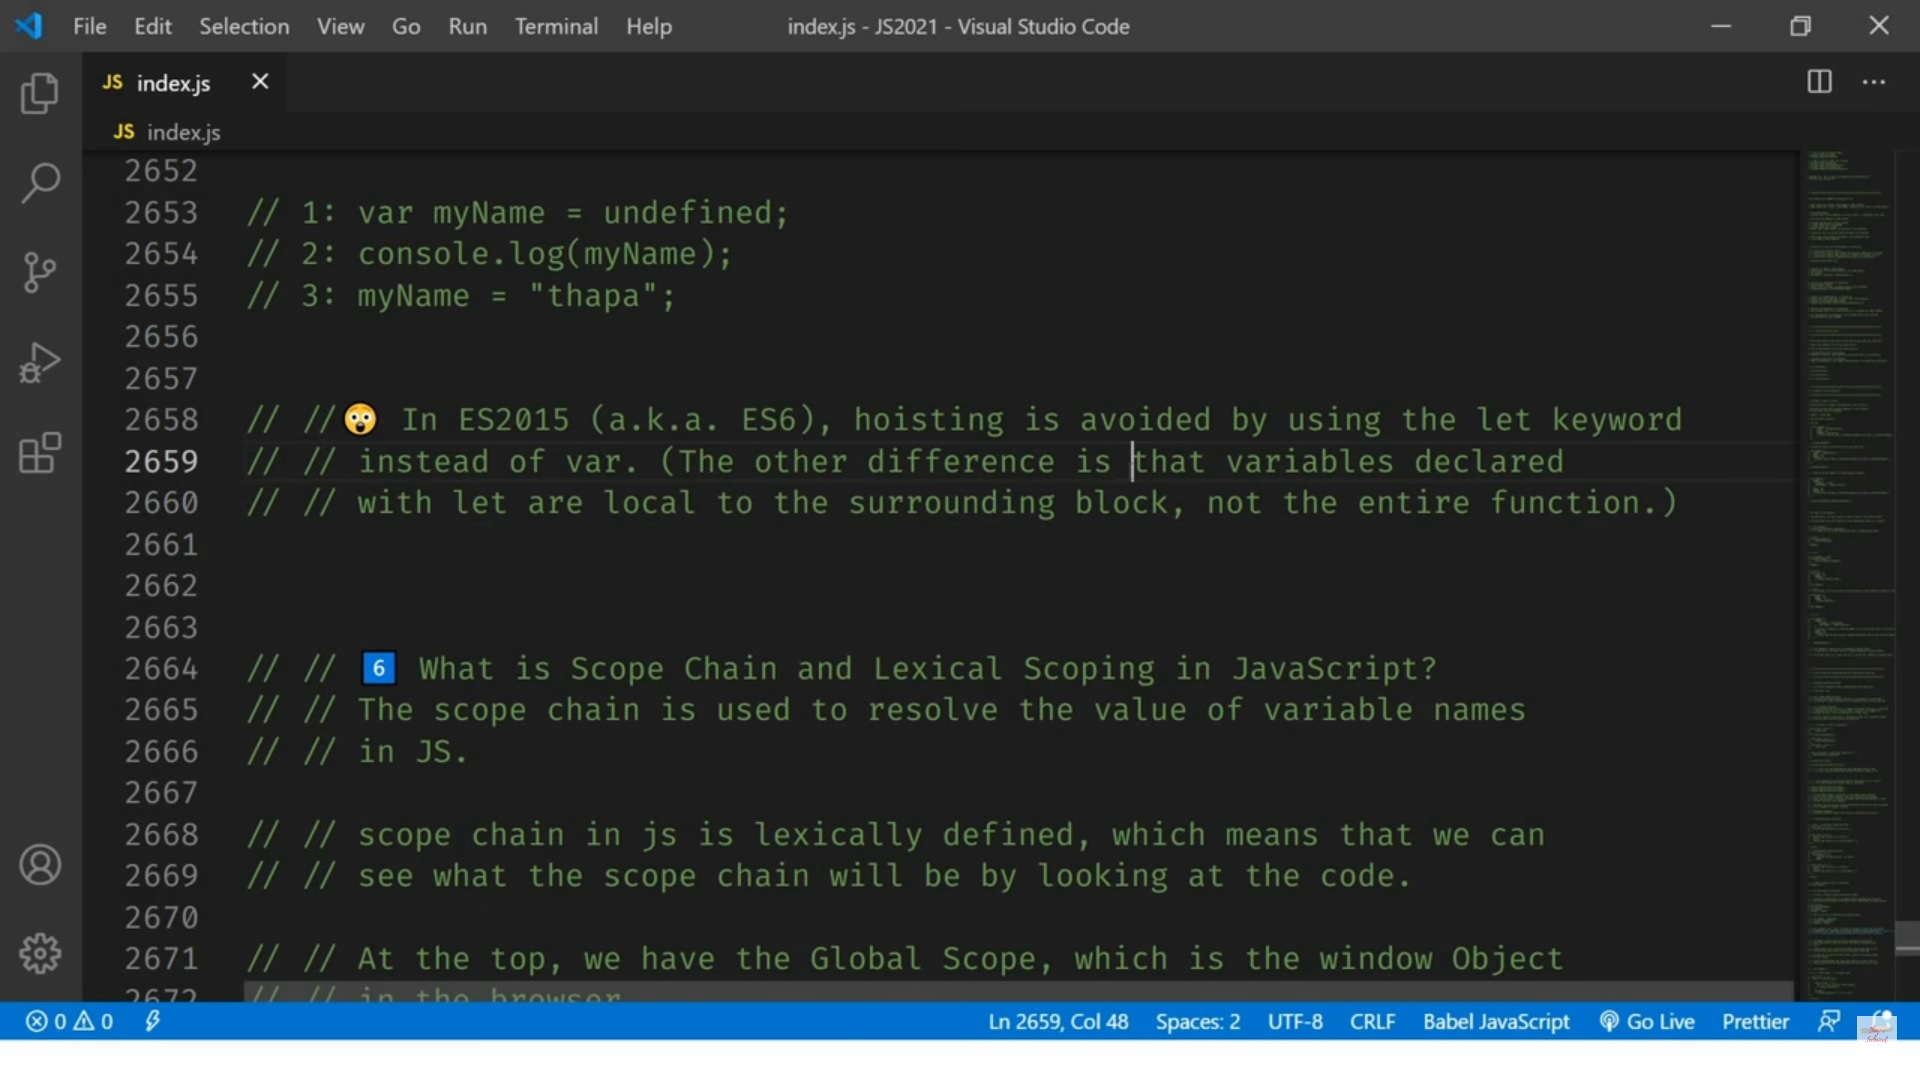 File Edit Selection View Go Run Terminal Help index.js - JS2021 - Visual Studio Code
JS index.js
JS index.js
2652
2653 // 1: var myName = undefined;
2654 // 2: console.log(myName);
2655 // 3: myName = "thapa";
2656
2657
2658 // //😲 In ES2015 (a.k.a. ES6), hoisting is avoided by using the let keyword
2659 // // instead of var. (The other difference is that variables declared
2660 // // with let are local to the surrounding block, not the entire function.)
2661
2662
2663
2664 // // 6 What is Scope Chain and Lexical Scoping in JavaScript?
2665 // // The scope chain is used to resolve the value of variable names
2666 // // in JS.
2667
2668 // // scope chain in js is lexically defined, which means that we can
2669 // // see what the scope chain will be by looking at the code.
2670
2671 // // At the top, we have the Global Scope, which is the window Object
2672 // // in the browser
0 0 Ln 2659, Col 48 Spaces: 2 UTF-8 CRLF Babel JavaScript Go Live Prettier